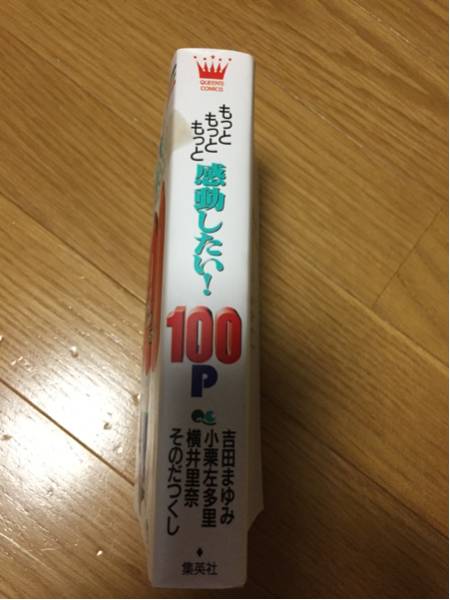 QUEEN'S
COMICS
もっと
もっと
もっと
感動したい!
100
P
吉田まゆみ
小栗左多里
横井里奈
そのだつくし
集英社